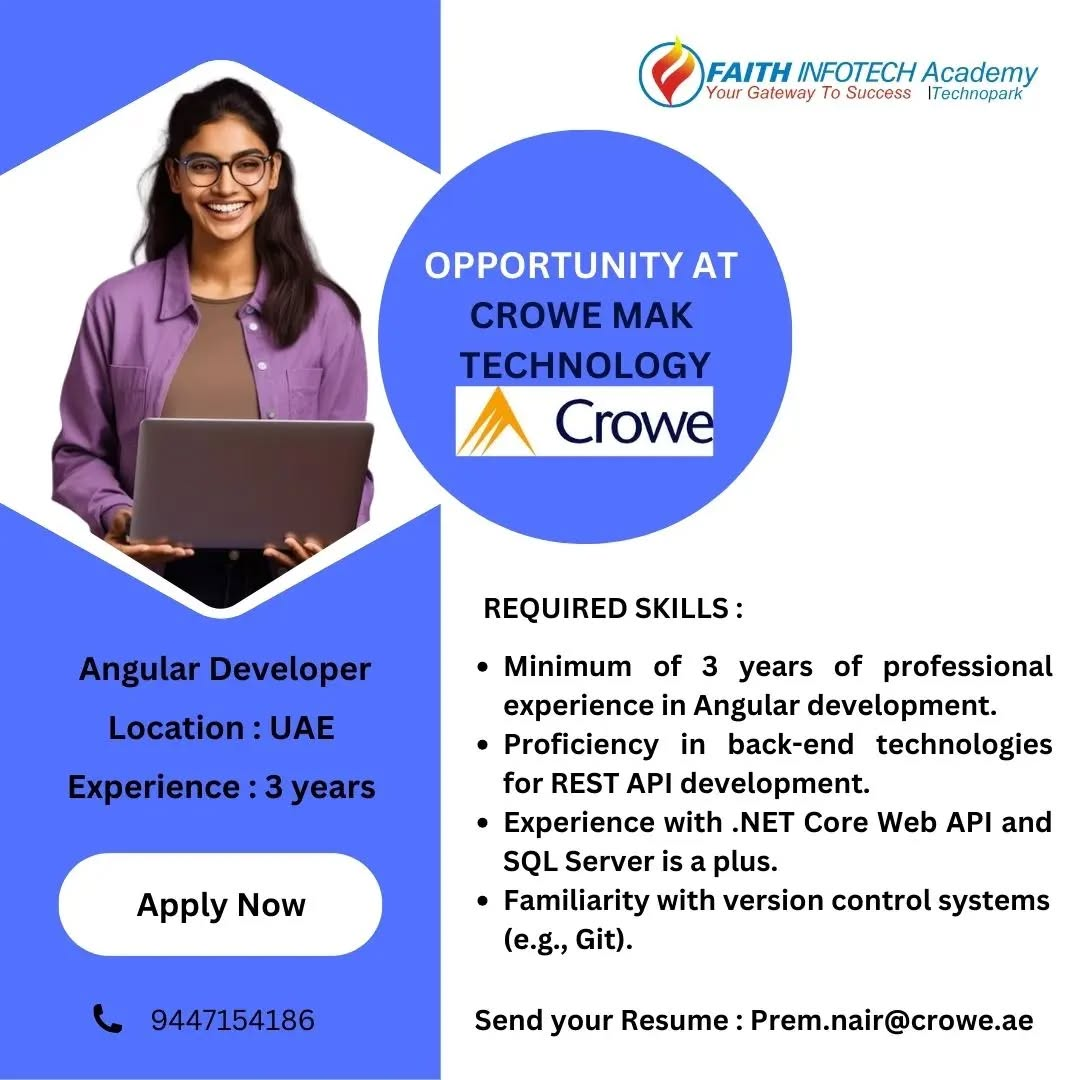 FAITH INFOTECH Academy
Your Gateway To Success |Technopark
OPPORTUNITY AT
CROWE MAK
TECHNOLOGY
Crowe
Angular Developer
Location : UAE
Experience : 3 years
Apply Now
9447154186
REQUIRED SKILLS :
• Minimum of 3 years of professional
experience in Angular development.
• Proficiency in back-end technologies
for REST API development.
• Experience with .NET Core Web API and
SQL Server is a plus.
• Familiarity with version control systems
(e.g., Git).
Send your Resume : Prem.nair@crowe.ae